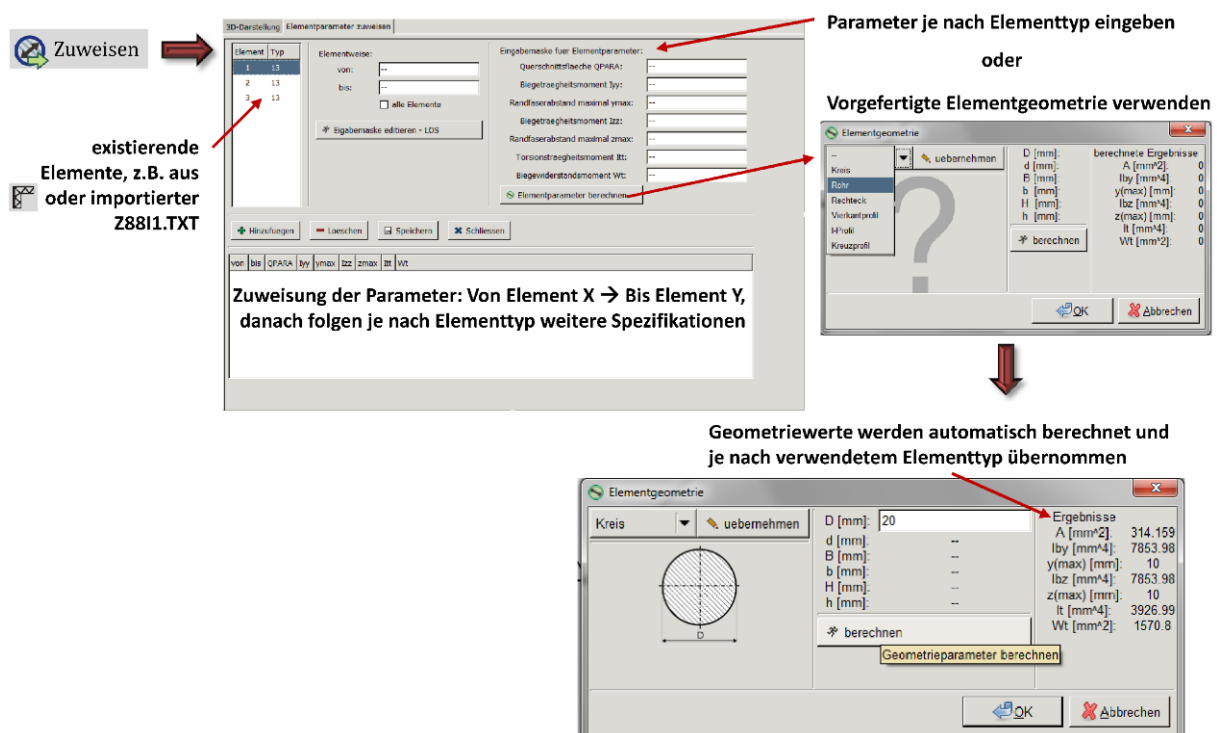 Zuweisen
existierende
Elemente, z.B. aus
oder importierter
Z88I1.TXT
3D-Darstellung Elementparameter zuweisen
Element Typ
1 13
2 13
3 13
Elementweise:
von: --
bis: --
alle Elemente
Eigabemaske editieren - LOS
Eingabemaske fuer Elementparameter:
Querschnittsflaeche QPARA: --
Biegetraegheitsmoment Iyy: --
Randfaserabstand maximal ymax: --
Biegetraegheitsmoment Izz: --
Randfaserabstand maximal zmax: --
Torsionstraegheitsmoment Itt: --
Biegewiderstandsmoment Wt: --
Elementparameter berechnen
Hinzufuegen Loeschen Speichern Schliessen
von bis QPARA Iyy ymax Izz zmax Itt Wt
Zuweisung der Parameter: Von Element X → Bis Element Y,
danach folgen je nach Elementtyp weitere Spezifikationen
Parameter je nach Elementtyp eingeben
oder
Vorgefertigte Elementgeometrie verwenden
Elementgeometrie
--
Kreis
Rohr
Rechteck
Vierkantprofil
I-Profil
Kreuzprofil
uebernehmen
?
D [mm]:
d [mm]:
B [mm]:
b [mm]:
H [mm]:
h [mm]:
berechnen
berechnete Ergebnisse
A [mm^2]: 0
Iby [mm^4]: 0
y(max) [mm]: 0
Ibz [mm^4]: 0
z(max) [mm]: 0
It [mm^4]: 0
Wt [mm^2]: 0
OK Abbrechen
Geometriewerte werden automatisch berechnet und
je nach verwendetem Elementtyp übernommen
Elementgeometrie
Kreis uebernehmen
D
D [mm]: 20
d [mm]: --
B [mm]: --
b [mm]: --
H [mm]: --
h [mm]: --
berechnen
Geometrieparameter berechnen
Ergebnisse
A [mm^2]: 314.159
Iby [mm^4]: 7853.98
y(max) [mm]: 10
Ibz [mm^4]: 7853.98
z(max) [mm]: 10
It [mm^4]: 3926.99
Wt [mm^2]: 1570.8
OK Abbrechen